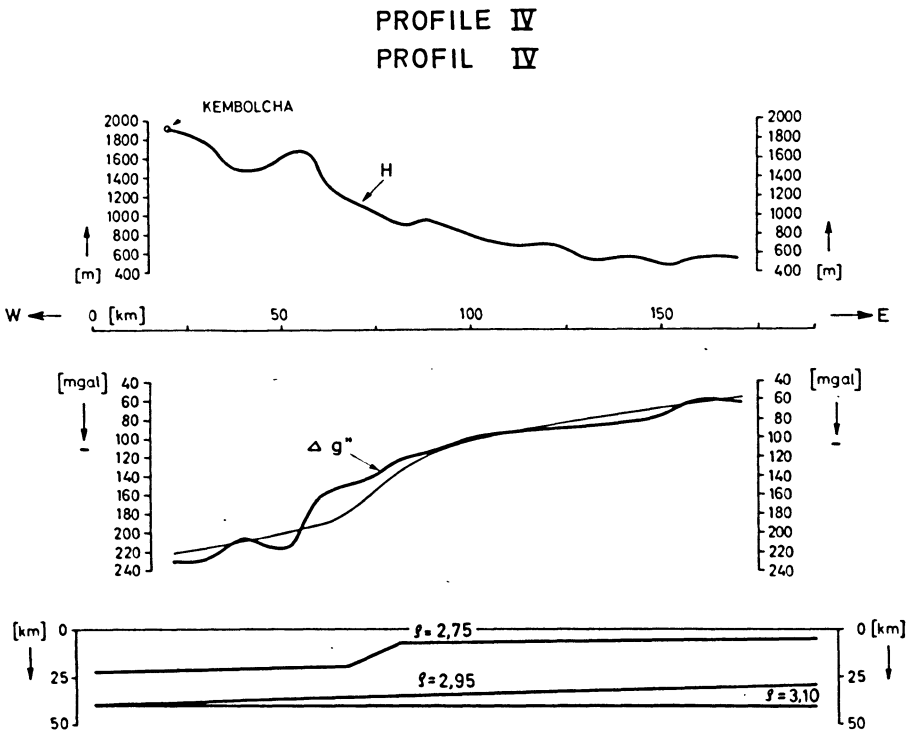 PROFILE IV
PROFIL IV
KEMBOLCHA
2000
1800
1600
1400
1200
1000
800
600
400
[m]
H
2000
1800
1600
1400
1200
1000
800
600
400
[m]
W 0 [km] 50 100 150 E
[mgal]
40
60
80
100
120
140
160
180
200
220
240
Δ g"
[mgal]
40
60
80
100
120
140
160
180
200
220
240
[km] 0
25
50
ρ = 2,75
ρ = 2,95
ρ = 3,10
0 [km]
25
50